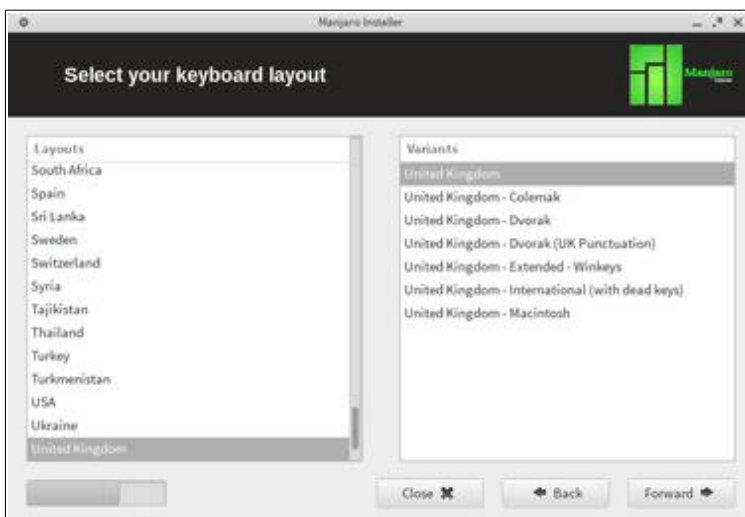 Manjaro Installer
Select your keyboard layout
Manjaro
Layouts
South Africa
Spain
Sri Lanka
Sweden
Switzerland
Syria
Tajikistan
Thailand
Turkey
Turkmenistan
USA
Ukraine
United Kingdom
Variants
United Kingdom
United Kingdom - Colemak
United Kingdom - Dvorak
United Kingdom - Dvorak (UK Punctuation)
United Kingdom - Extended - Winkeys
United Kingdom - International (with dead keys)
United Kingdom - Macintosh
Close
Back
Forward